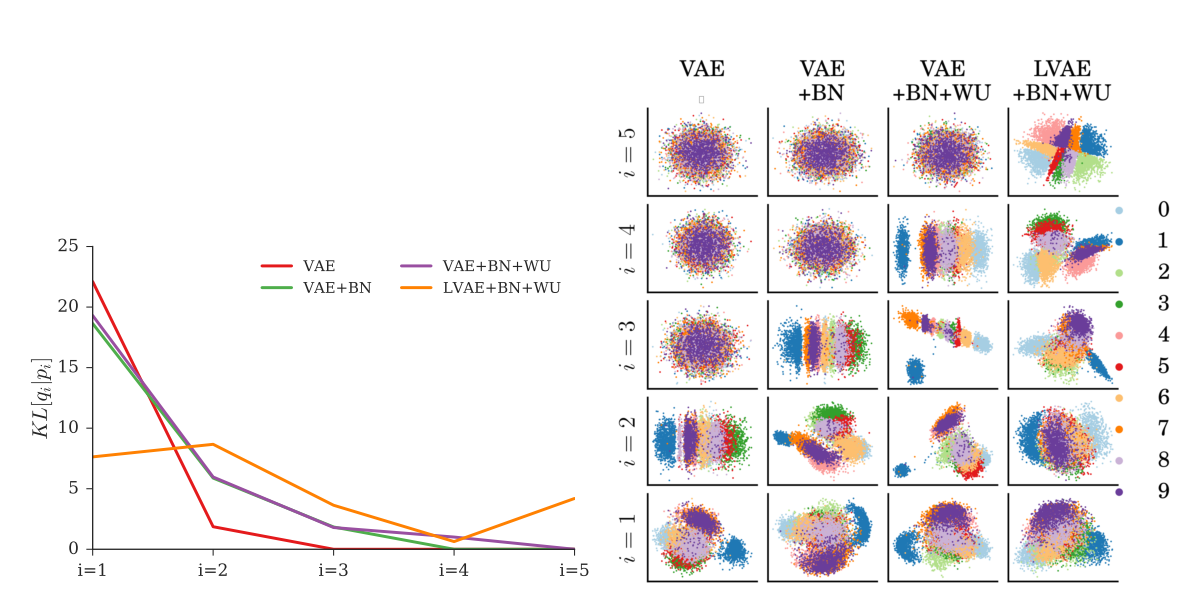 25
20
15
10
5
0
KL[q_i|p_i]
i=1 i=2 i=3 i=4 i=5
VAE VAE+BN+WU
VAE+BN LVAE+BN+WU
VAE VAE VAE LVAE
+BN +BN+WU +BN+WU
i = 5
i = 4
i = 3
i = 2
i = 1
0
1
2
3
4
5
6
7
8
9